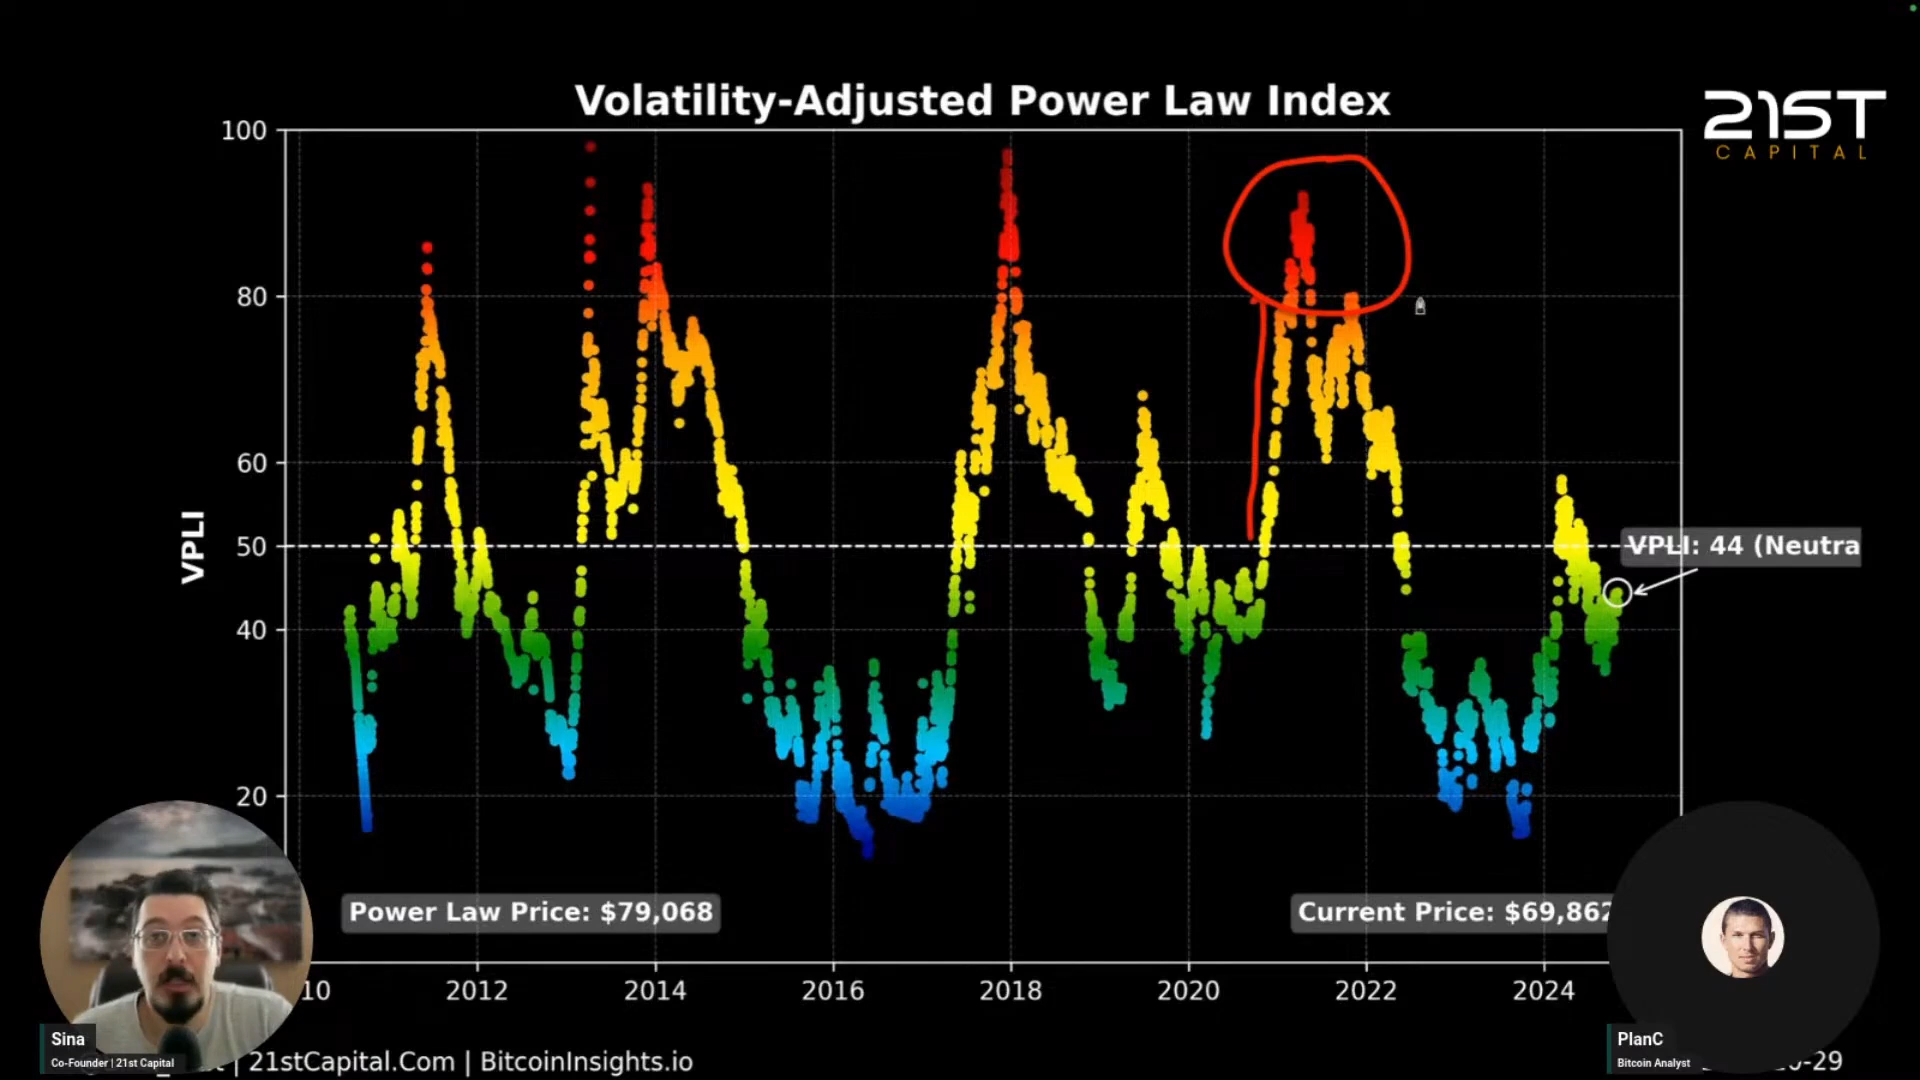 Volatility-Adjusted Power Law Index
21ST
CAPITAL
100
80
60
50
40
20
VPLI
VPLI: 44 (Neutra
Power Law Price: $79,068
Current Price: $69,862
10 2012 2014 2016 2018 2020 2022 2024
Sina
Co-Founder | 21st Capital
| 21stCapital.Com | BitcoinInsights.io
PlanC
Bitcoin Analyst
-29